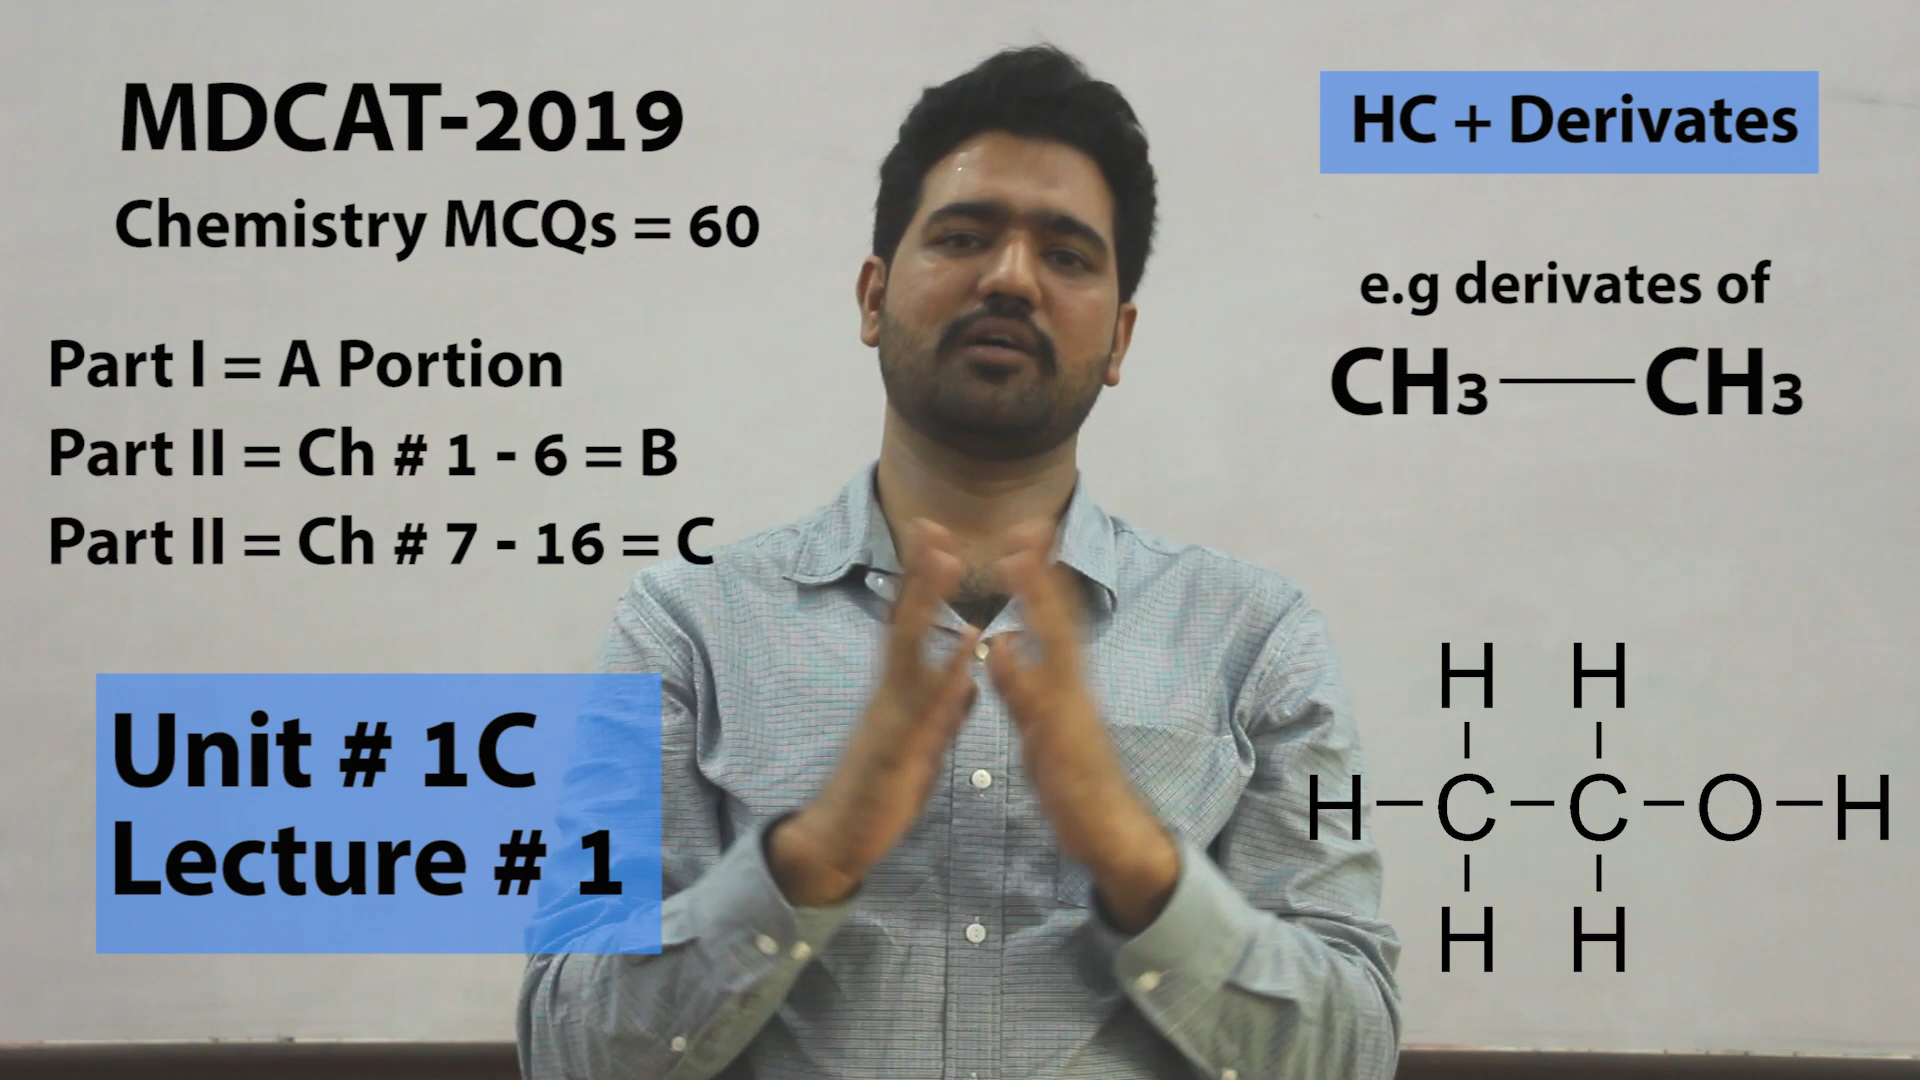 MDCAT-2019
Chemistry MCQs = 60
Part I = A Portion
Part II = Ch # 1 - 6 = B
Part II = Ch # 7 - 16 = C
Unit # 1C
Lecture # 1
HC + Derivates
e.g derivates of
CH3—CH3
H H
H–C–C–O–H
H H